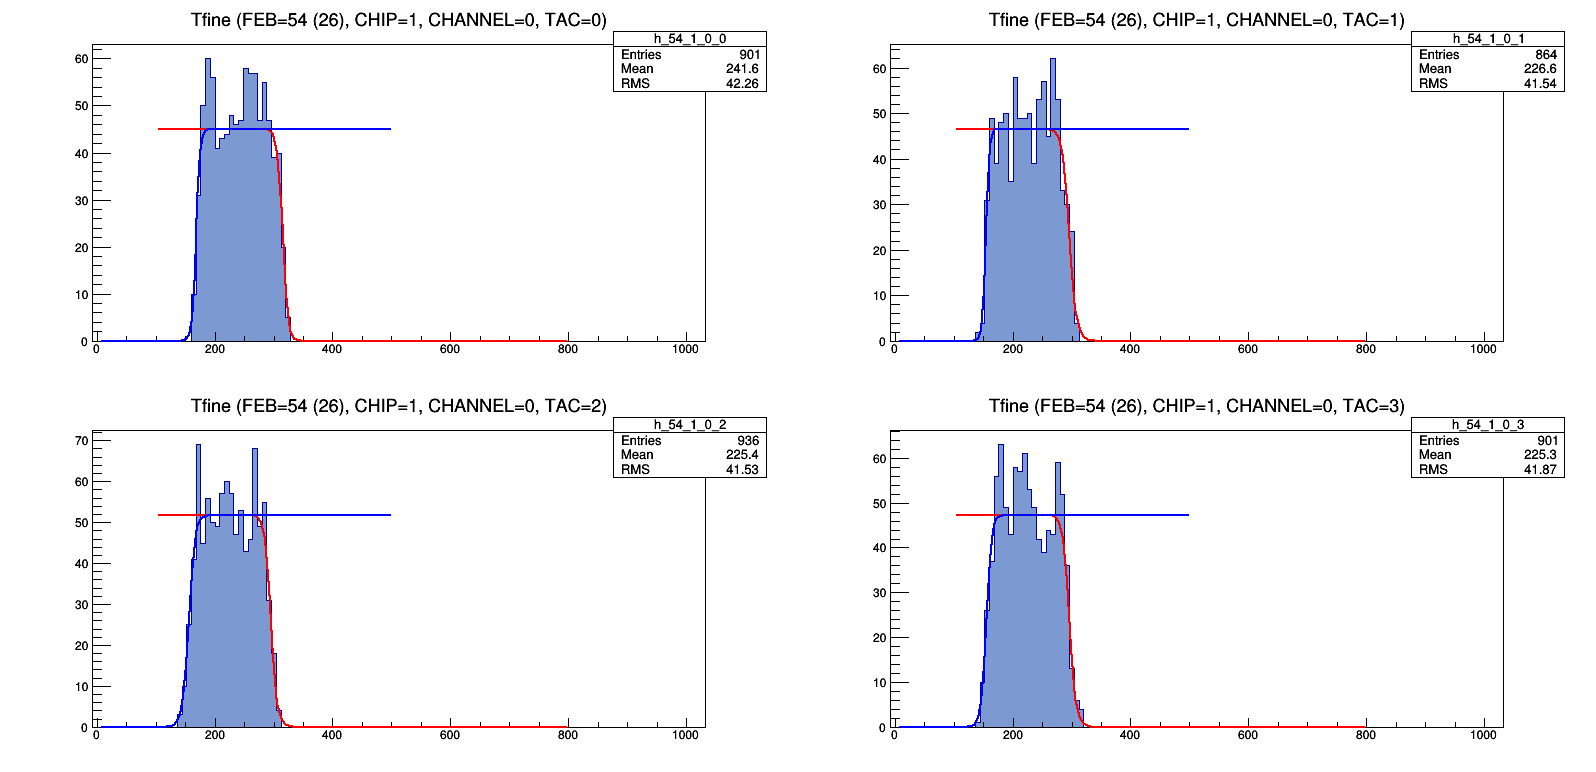 Tfine (FEB=54 (26), CHIP=1, CHANNEL=0, TAC=0)
h_54_1_0_0
Entries 901
Mean 241.6
RMS 42.26
60
50
40
30
20
10
0
0 200 400 600 800 1000
Tfine (FEB=54 (26), CHIP=1, CHANNEL=0, TAC=1)
h_54_1_0_1
Entries 864
Mean 226.6
RMS 41.54
60
50
40
30
20
10
0
0 200 400 600 800 1000
Tfine (FEB=54 (26), CHIP=1, CHANNEL=0, TAC=2)
h_54_1_0_2
Entries 936
Mean 225.4
RMS 41.53
70
60
50
40
30
20
10
0
0 200 400 600 800 1000
Tfine (FEB=54 (26), CHIP=1, CHANNEL=0, TAC=3)
h_54_1_0_3
Entries 901
Mean 225.3
RMS 41.87
60
50
40
30
20
10
0
0 200 400 600 800 1000